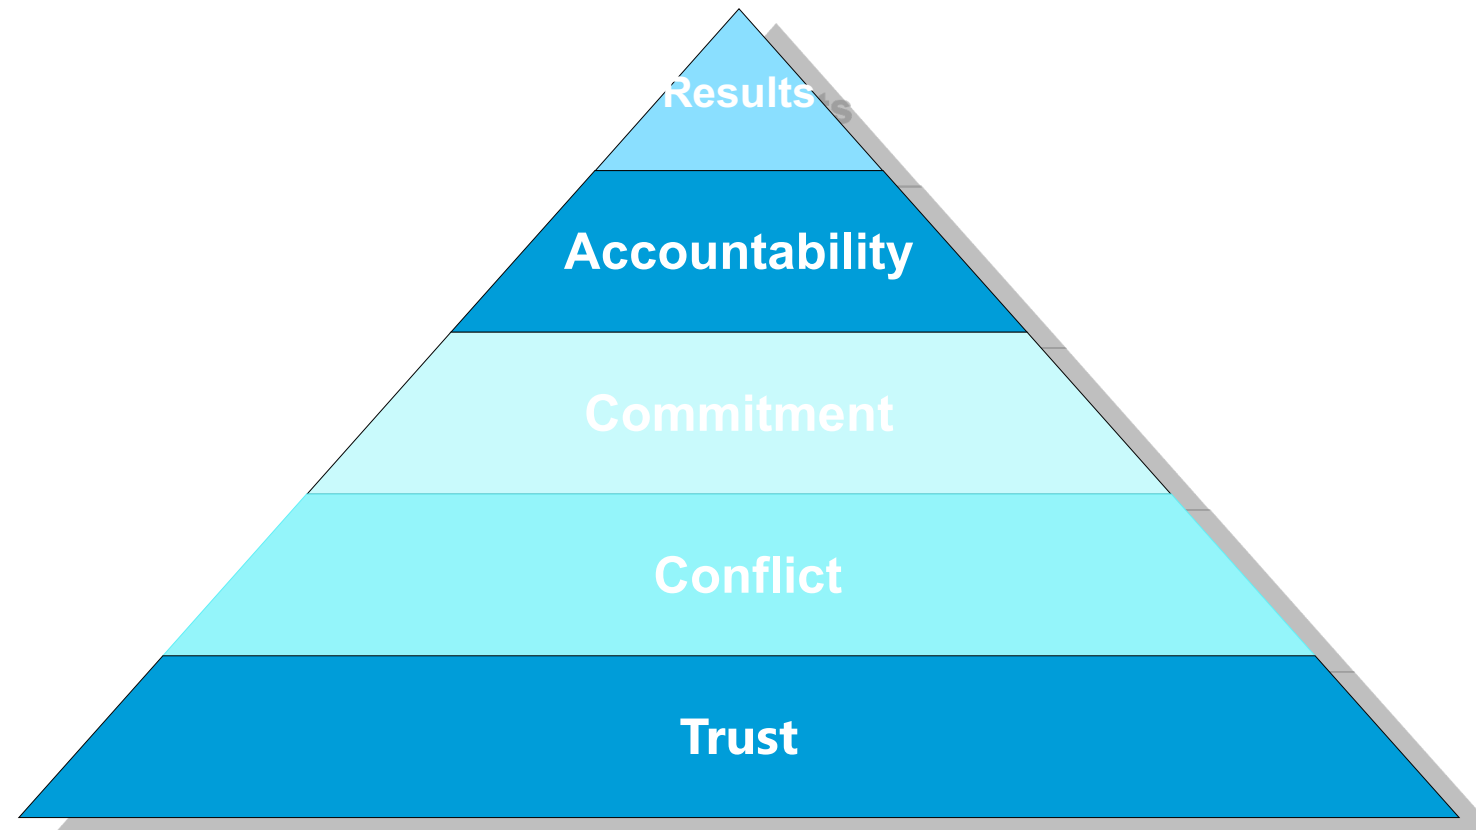 Results
Accountability
Commitment
Conflict
Trust